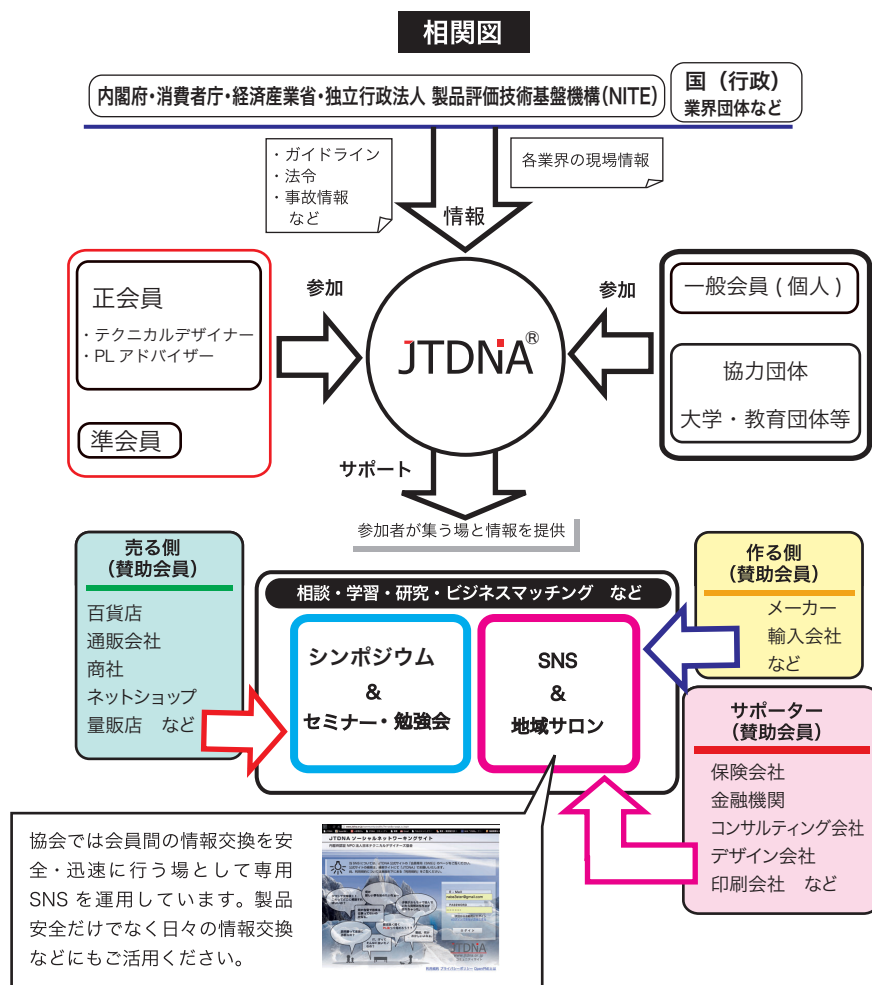 相関図
内閣府・消費者庁・経済産業省・独立行政法人 製品評価技術基盤機構(NITE)
国（行政）
業界団体など
・ガイドライン
・法令
・事故情報
など
各業界の現場情報
情報
正会員
・テクニカルデザイナー
・PL アドバイザー
準会員
参加
JTDNA®
参加
一般会員 ( 個人 )
協力団体
大学・教育団体等
サポート
参加者が集う場と情報を提供
売る側
(賛助会員)
百貨店
通販会社
商社
ネットショップ
量販店　など
相談・学習・研究・ビジネスマッチング　など
シンポジウム
&
セミナー・勉強会
SNS
&
地域サロン
作る側
(賛助会員)
メーカー
輸入会社
など
サポーター
(賛助会員)
保険会社
金融機関
コンサルティング会社
デザイン会社
印刷会社　など
協会では会員間の情報交換を安
全・迅速に行う場として専用
SNS を運用しています。製品
安全だけでなく日々の情報交換
などにもご活用ください。
JTDNA ソーシャルネットワーキングサイト
JTDNA